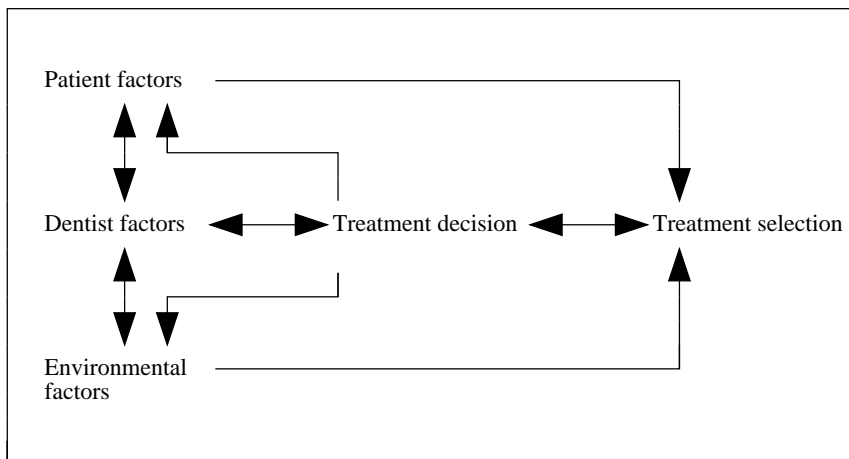 Patient factors
Dentist factors
Treatment decision
Treatment selection
Environmental
factors